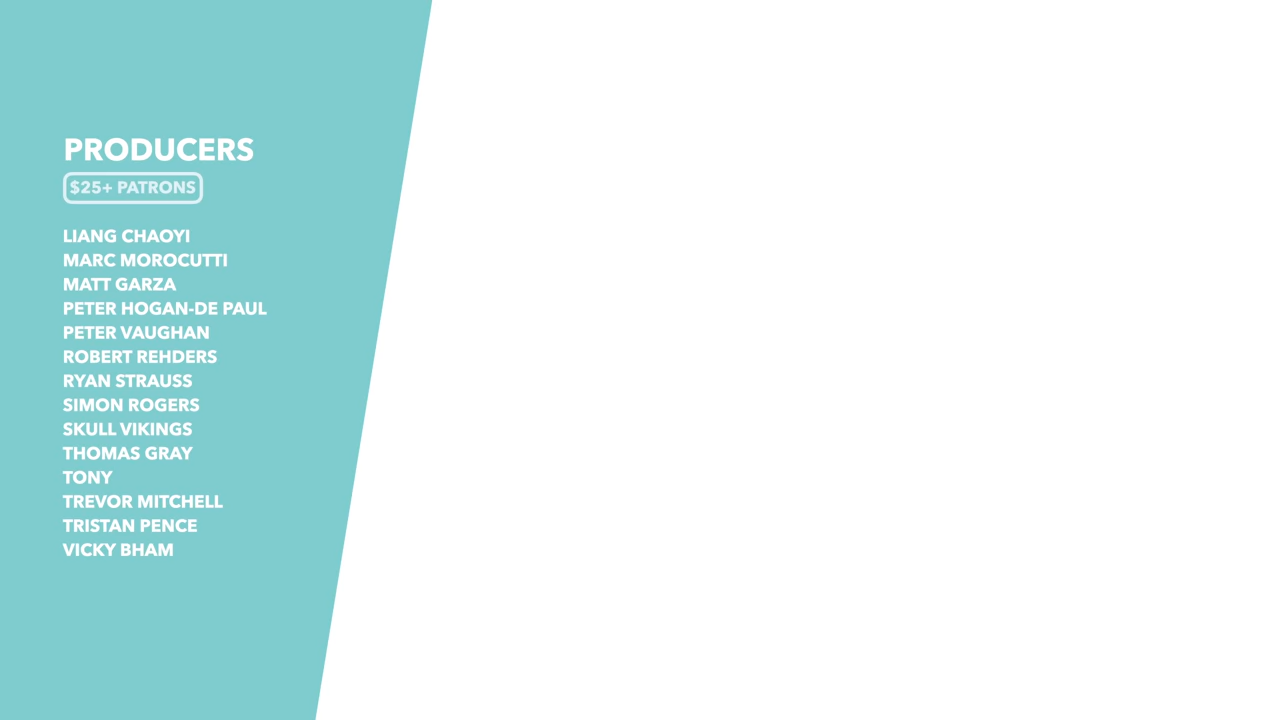 PRODUCERS
$25+ PATRONS
LIANG CHAOYI
MARC MOROCUTTI
MATT GARZA
PETER HOGAN-DE PAUL
PETER VAUGHAN
ROBERT REHDERS
RYAN STRAUSS
SIMON ROGERS
SKULL VIKINGS
THOMAS GRAY
TONY
TREVOR MITCHELL
TRISTAN PENCE
VICKY BHAM